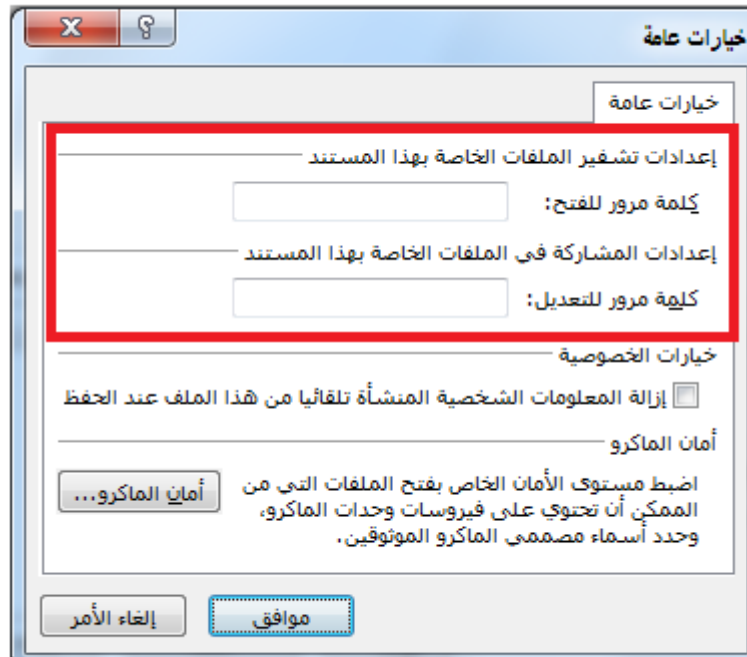 خيارات عامة
خيارات عامة
إعدادات تشفير الملفات الخاصة بهذا المستند
كلمة مرور للفتح:
إعدادات المشاركة في الملفات الخاصة بهذا المستند
كلمة مرور للتعديل:
خيارات الخصوصية
إزالة المعلومات الشخصية المنشأة تلقائيا من هذا الملف عند الحفظ
أمان الماكرو
اضبط مستوى الأمان الخاص بفتح الملفات التي من
الممكن أن تحتوي على فيروسات وحدات الماكرو،
وحدد أسماء مصممي الماكرو الموثوقين.
أمان الماكرو...
موافق
إلغاء الأمر